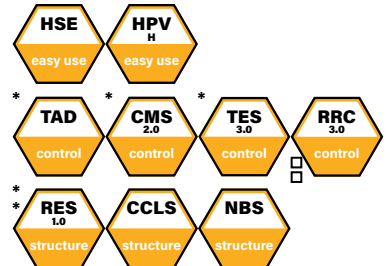 HSE HPV
H
easy use easy use
* * *
TAD CMS TES RRC
2.0 3.0 3.0
control control control control
*
* RES CCLS NBS
1.0
structure structure structure